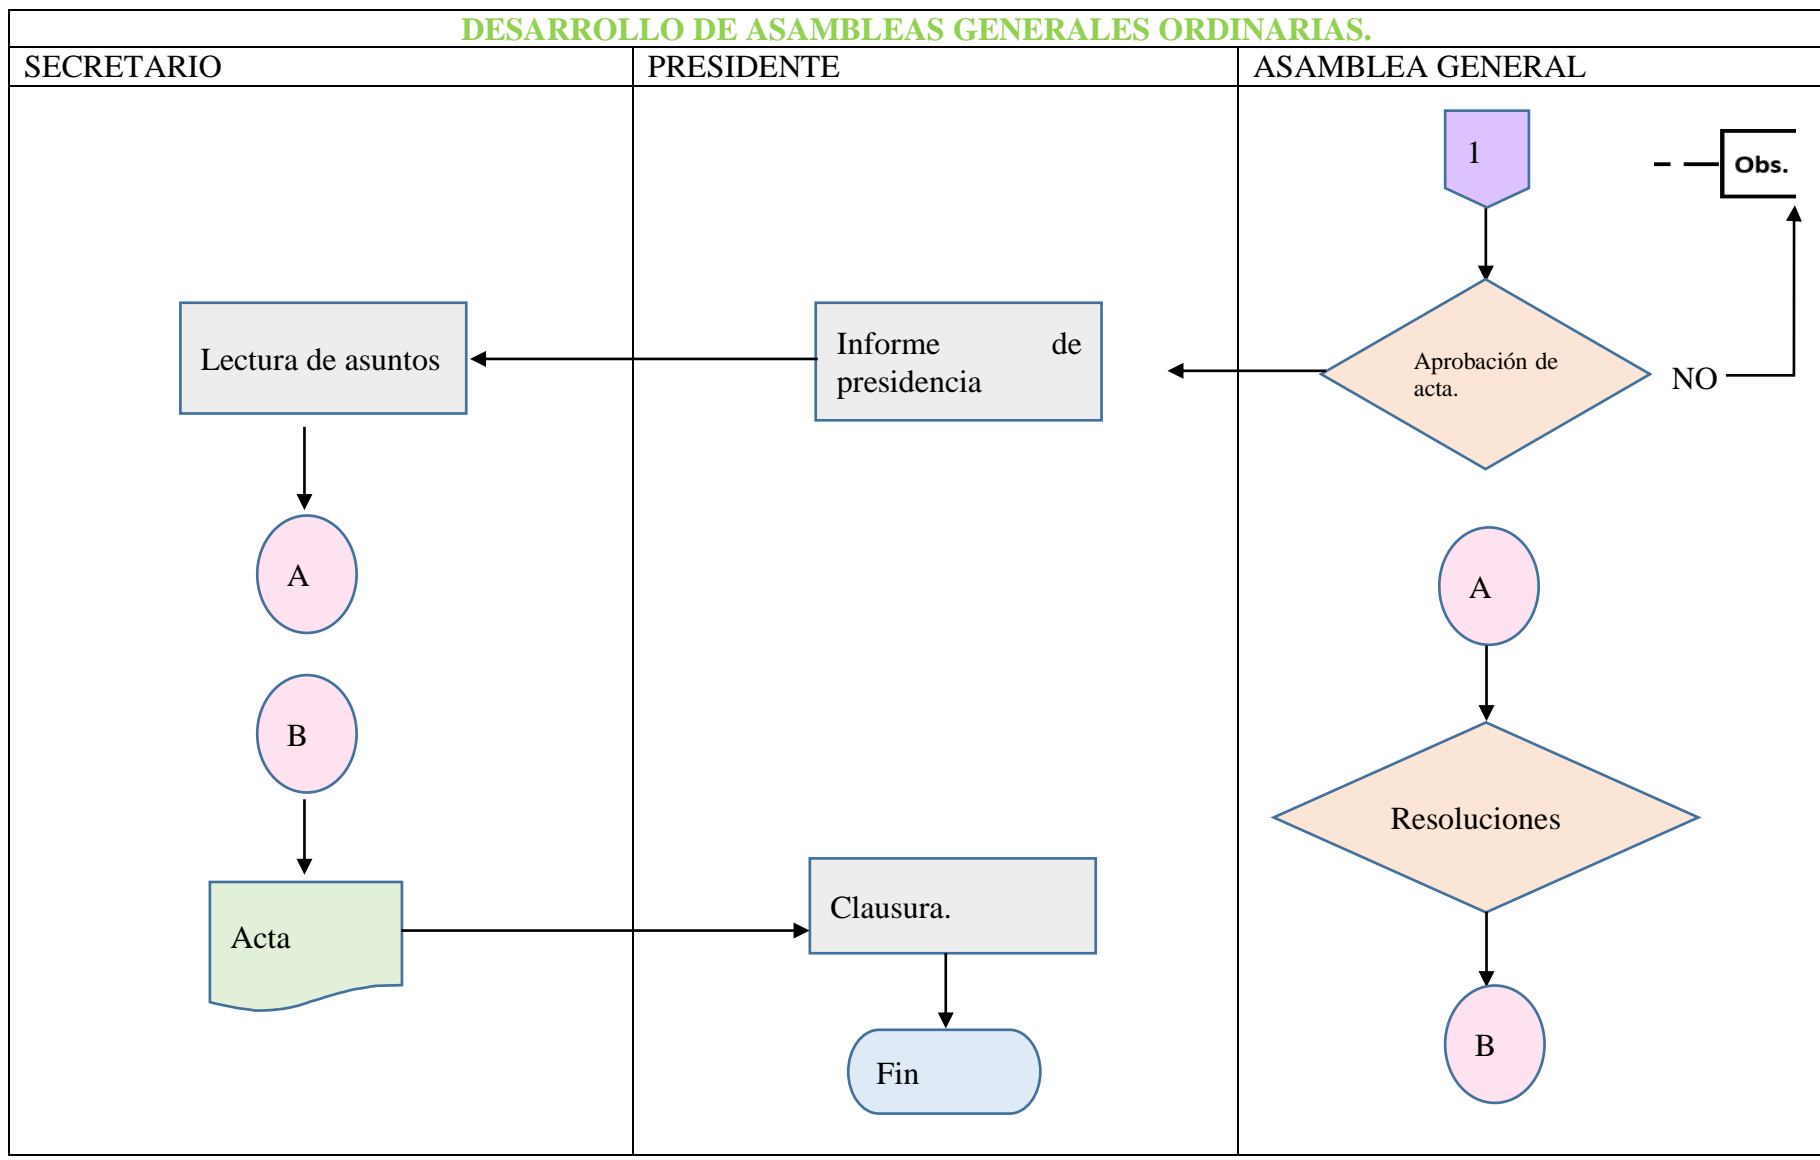 DESARROLLO DE ASAMBLEAS GENERALES ORDINARIAS.
SECRETARIO
PRESIDENTE
ASAMBLEA GENERAL
1
Obs.
Lectura de asuntos
Informe de
presidencia
Aprobación de
acta.
NO
A
A
B
Resoluciones
Acta
Clausura.
B
Fin